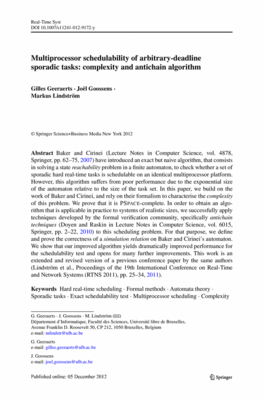 Real-Time Syst
DOI 10.1007/s11241-012-9172-y
Multiprocessor schedulability of arbitrary-deadline
sporadic tasks: complexity and antichain algorithm
Gilles Geeraerts · Joël Goossens ·
Markus Lindström
© Springer Science+Business Media New York 2012
Abstract Baker and Cirinei (Lecture Notes in Computer Science, vol. 4878,
Springer, pp. 62–75, 2007) have introduced an exact but naive algorithm, that consists
in solving a state reachability problem in a finite automaton, to check whether a set of
sporadic hard real-time tasks is schedulable on an identical multiprocessor platform.
However, this algorithm suffers from poor performance due to the exponential size
of the automaton relative to the size of the task set. In this paper, we build on the
work of Baker and Cirinei, and rely on their formalism to characterise the complexity
of this problem. We prove that it is PSPACE-complete. In order to obtain an algo-
rithm that is applicable in practice to systems of realistic sizes, we successfully apply
techniques developed by the formal verification community, specifically antichain
techniques (Doyen and Raskin in Lecture Notes in Computer Science, vol. 6015,
Springer, pp. 2–22, 2010) to this scheduling problem. For that purpose, we define
and prove the correctness of a simulation relation on Baker and Cirinei's automaton.
We show that our improved algorithm yields dramatically improved performance for
the schedulability test and opens for many further improvements. This work is an
extended and revised version of a previous conference paper by the same authors
(Lindström et al., Proceedings of the 19th International Conference on Real-Time
and Network Systems (RTNS 2011), pp. 25–34, 2011).
Keywords Hard real-time scheduling · Formal methods · Automata theory ·
Sporadic tasks · Exact schedulability test · Multiprocessor scheduling · Complexity
G. Geeraerts · J. Goossens · M. Lindström
Département d'Informatique, Faculté des Sciences, Université libre de Bruxelles,
Avenue Franklin D. Roosevelt 50, CP 212, 1050 Bruxelles, Belgium
e-mail: mlindstr@ulb.ac.be
G. Geeraerts
e-mail: gilles.geeraerts@ulb.ac.be
J. Goossens
e-mail: joel.goossens@ulb.ac.be
Published online: 05 December 2012
Springer